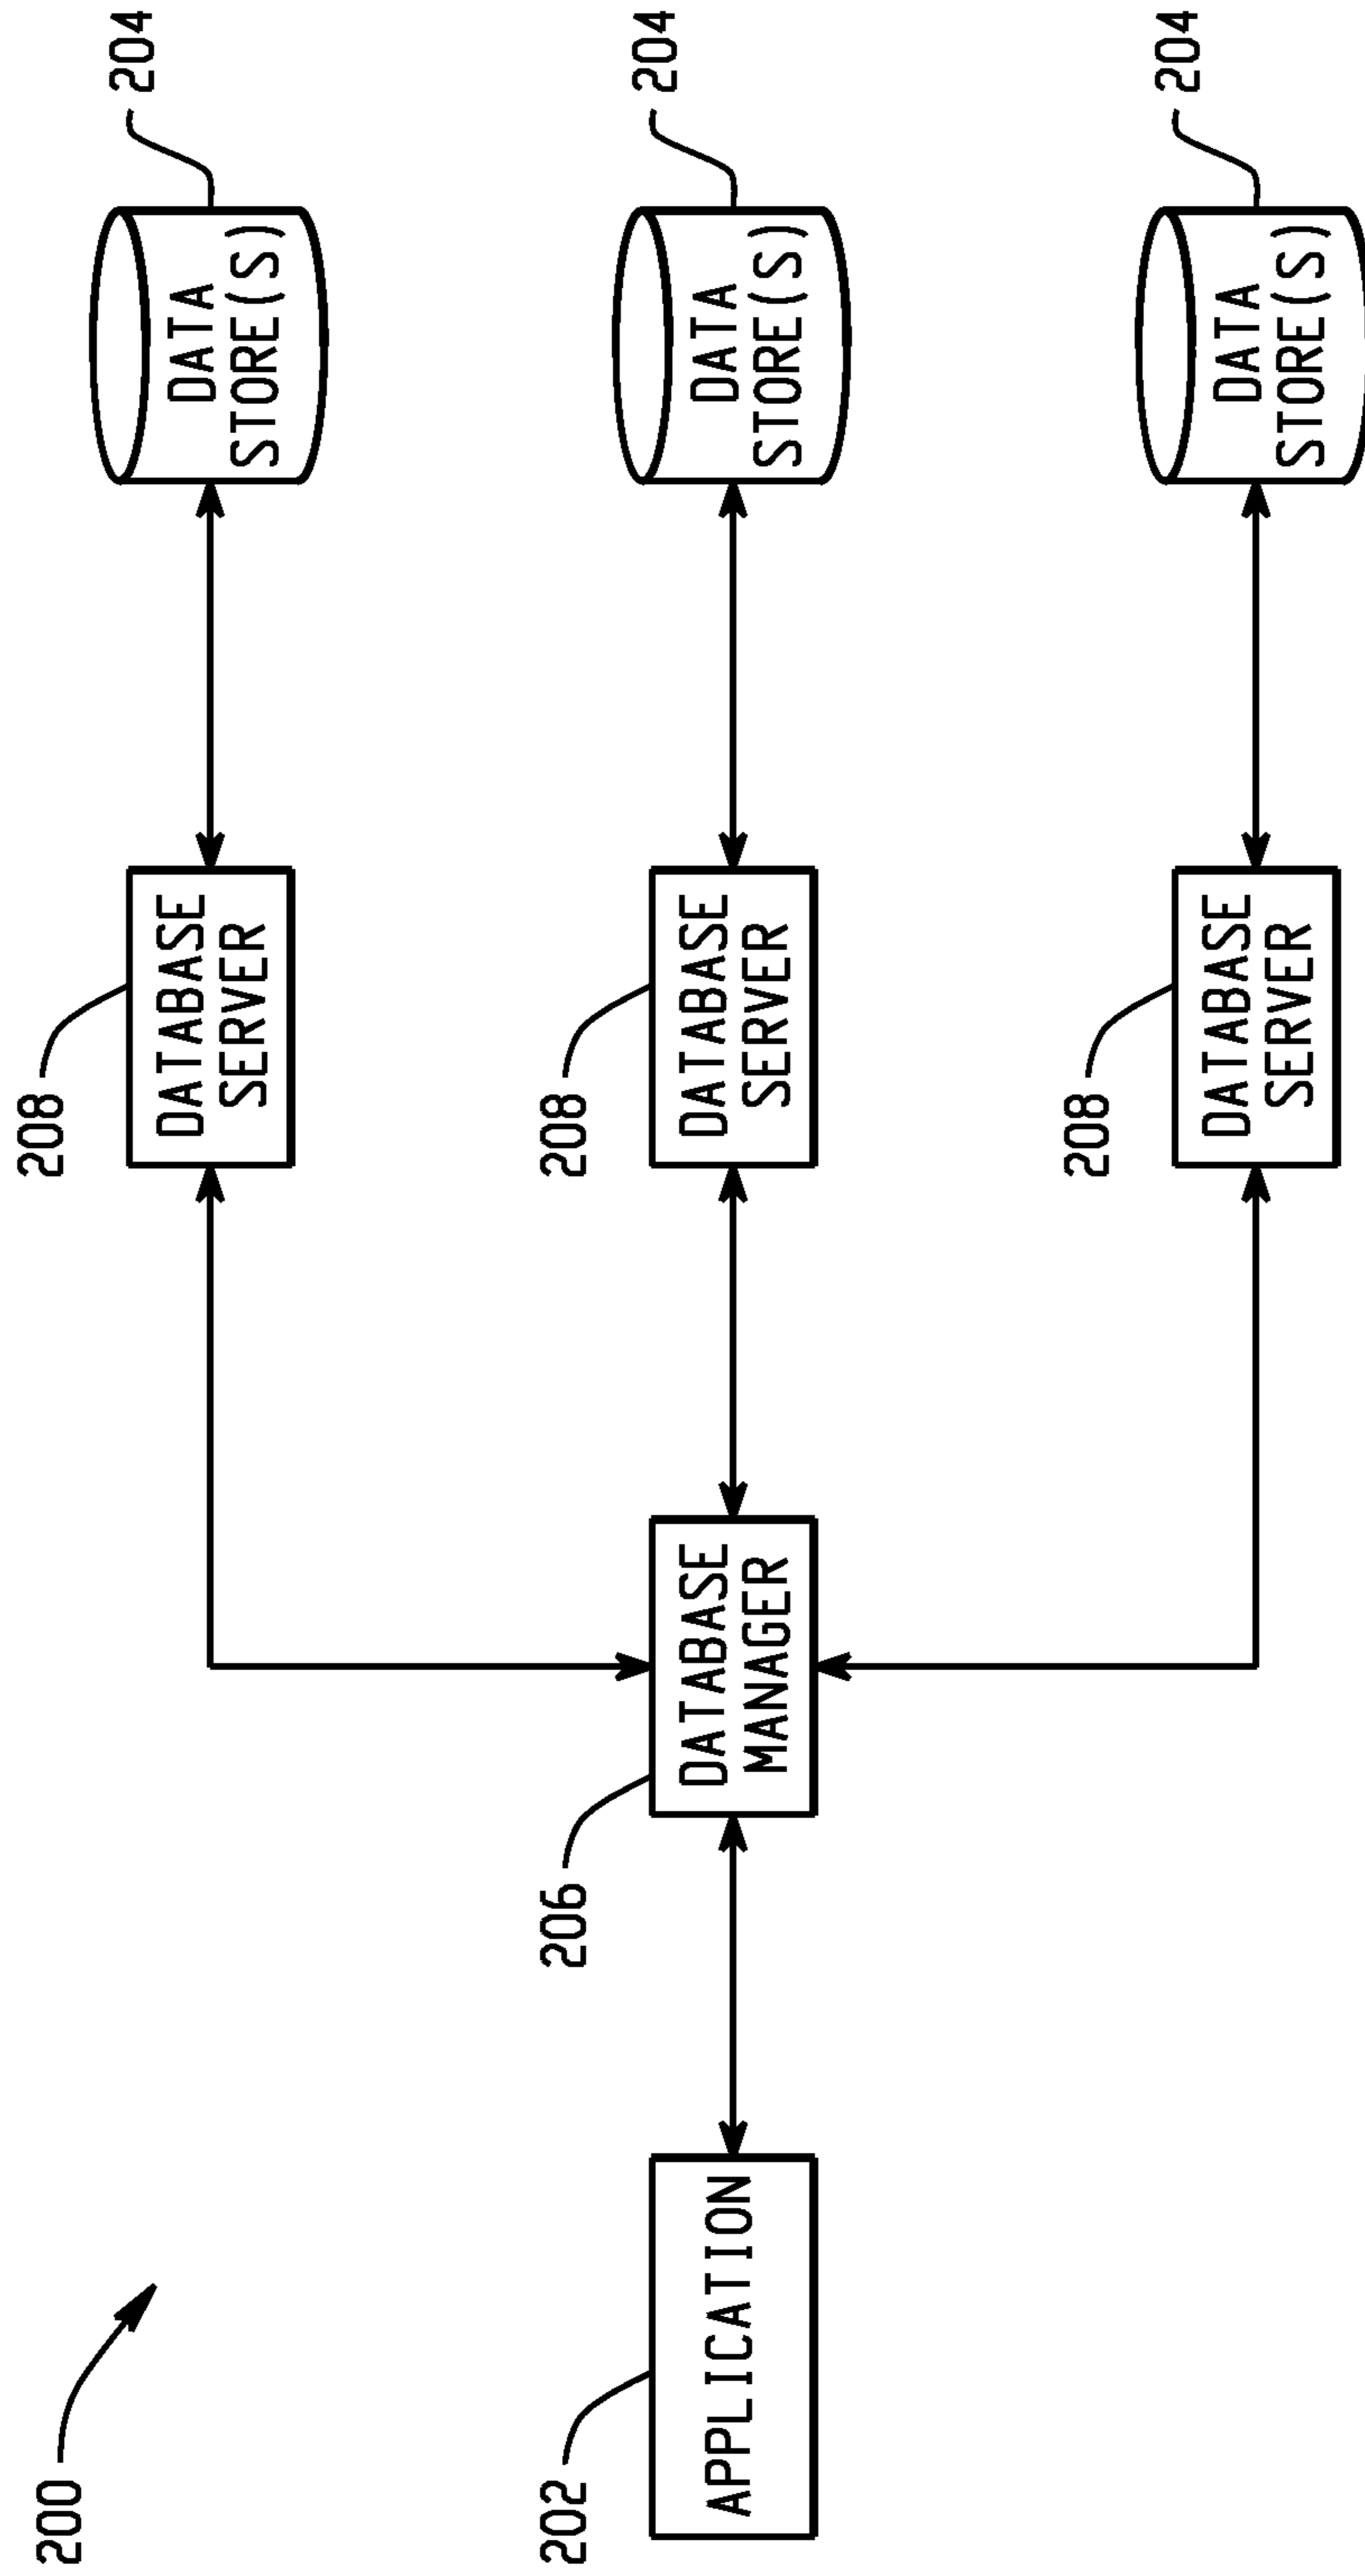 200
208
204
DATABASE
SERVER
DATA
STORE(S)
202
206
208
204
APPLICATION
DATABASE
MANAGER
DATABASE
SERVER
DATA
STORE(S)
208
204
DATABASE
SERVER
DATA
STORE(S)